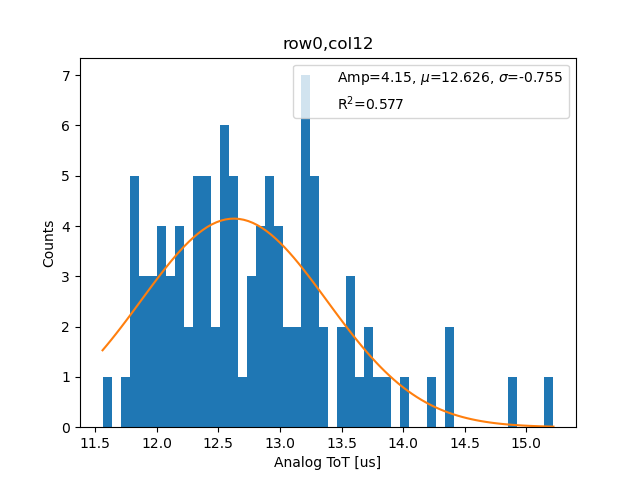 row0,col12
Amp=4.15, μ=12.626, σ=-0.755
R²=0.577
7
6
5
4
3
2
1
0
Counts
11.5 12.0 12.5 13.0 13.5 14.0 14.5 15.0
Analog ToT [us]